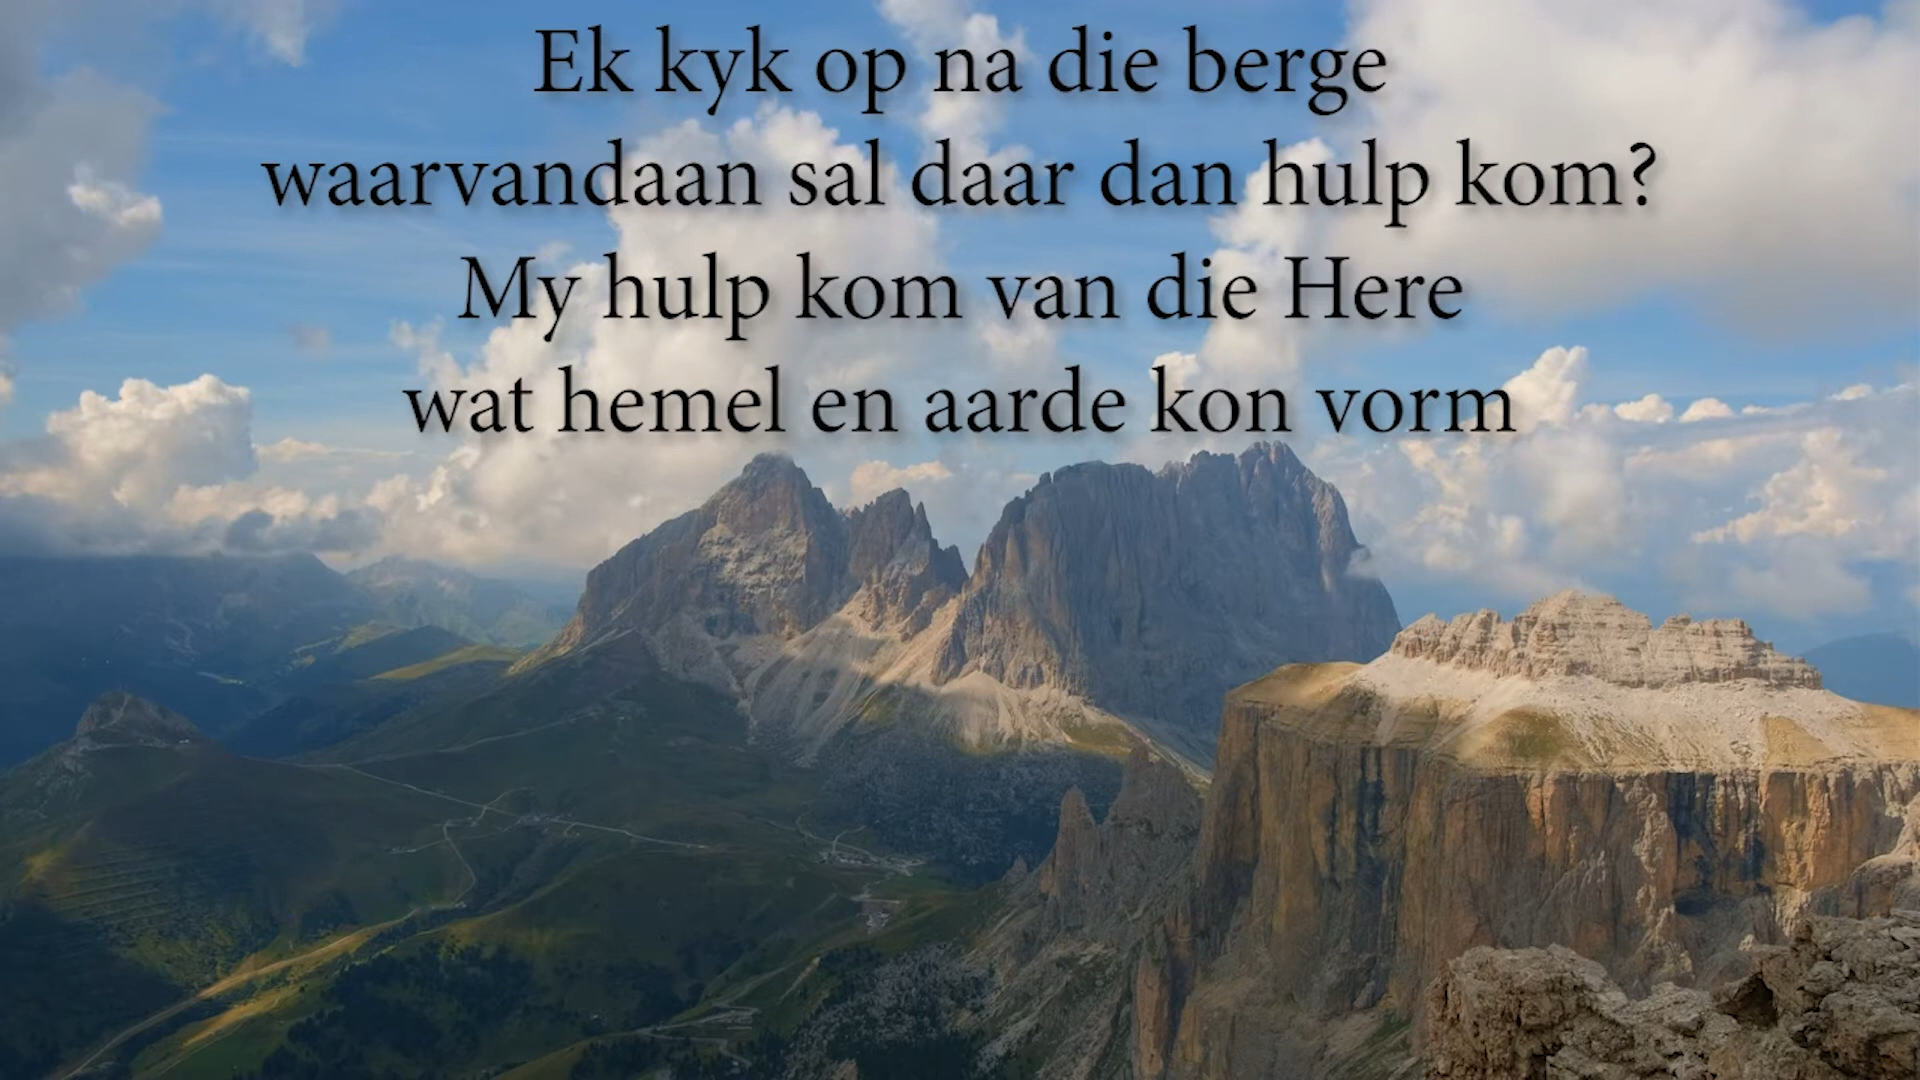 Ek kyk op na die berge
waarvandaan sal daar dan hulp kom?
My hulp kom van die Here
wat hemel en aarde kon vorm